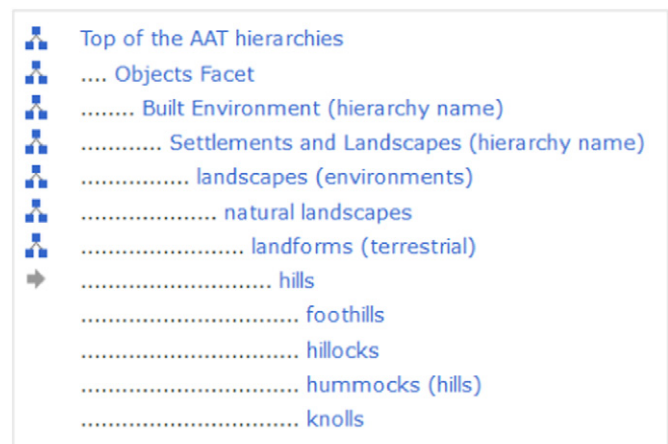 Top of the AAT hierarchies
.... Objects Facet
........ Built Environment (hierarchy name)
............ Settlements and Landscapes (hierarchy name)
................ landscapes (environments)
.................... natural landscapes
........................ landforms (terrestrial)
............................ hills
................................ foothills
................................ hillocks
................................ hummocks (hills)
................................ knolls